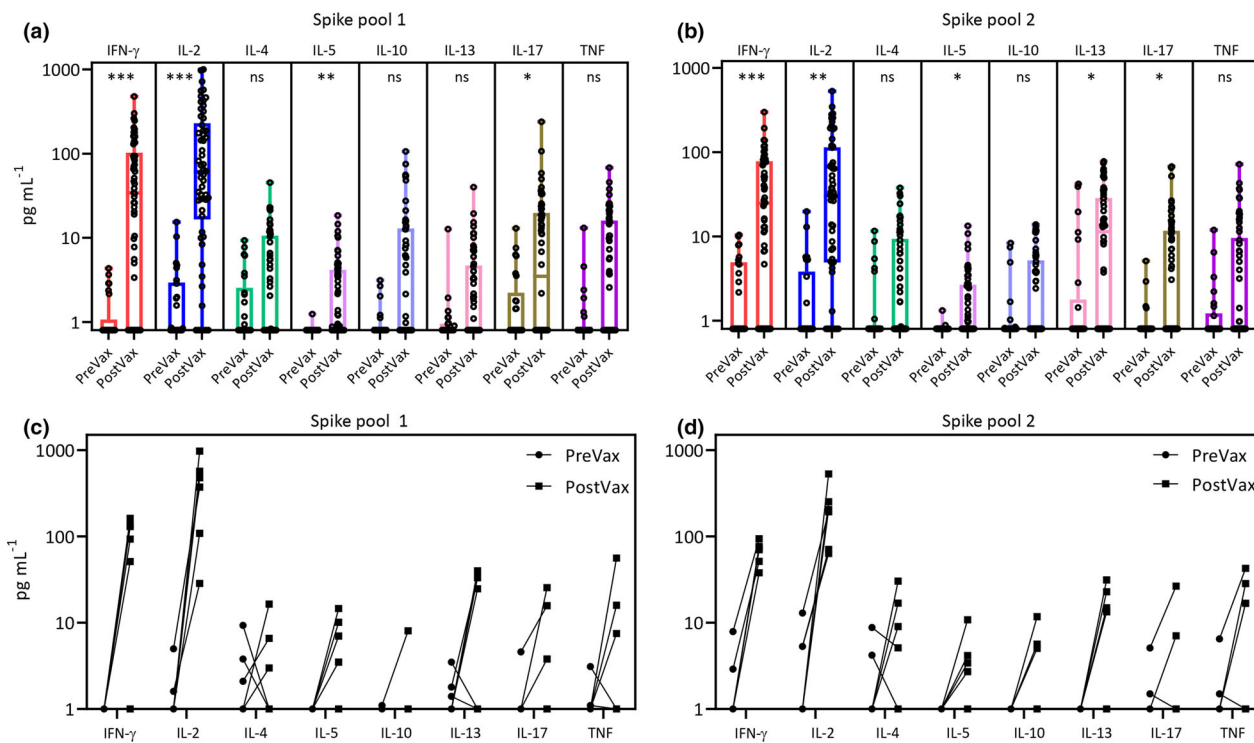 (a) Spike pool 1
IFN-γ IL-2 IL-4 IL-5 IL-10 IL-13 IL-17 TNF
*** *** ns ** ns ns * ns
1000
100
10
1
pg mL⁻¹
PreVax PostVax PreVax PostVax PreVax PostVax PreVax PostVax PreVax PostVax PreVax PostVax PreVax PostVax PreVax PostVax
(b) Spike pool 2
IFN-γ IL-2 IL-4 IL-5 IL-10 IL-13 IL-17 TNF
*** ** ns * ns * * ns
1000
100
10
1
PreVax PostVax PreVax PostVax PreVax PostVax PreVax PostVax PreVax PostVax PreVax PostVax PreVax PostVax PreVax PostVax
(c) Spike pool 1
1000
100
10
1
pg mL⁻¹
PreVax
PostVax
IFN-γ IL-2 IL-4 IL-5 IL-10 IL-13 IL-17 TNF
(d) Spike pool 2
1000
100
10
1
PreVax
PostVax
IFN-γ IL-2 IL-4 IL-5 IL-10 IL-13 IL-17 TNF